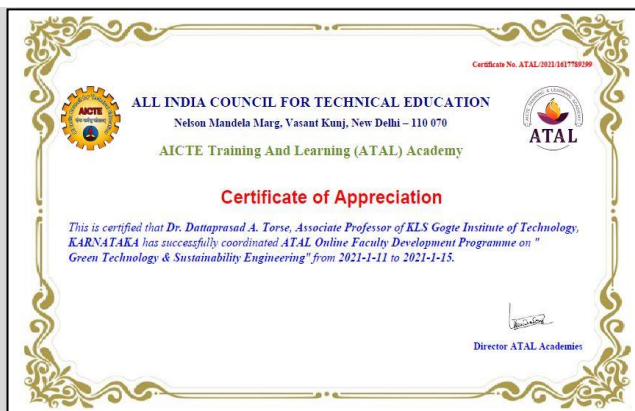 Certificate No. ATAL/2021/1617789299
AICTE
ALL INDIA COUNCIL FOR TECHNICAL EDUCATION
Nelson Mandela Marg, Vasant Kunj, New Delhi – 110 070
AICTE Training And Learning (ATAL) Academy
ATAL
Certificate of Appreciation
This is certified that Dr. Dattaprasad A. Torse, Associate Professor of KLS Gogte Institute of Technology,
KARNATAKA has successfully coordinated ATAL Online Faculty Development Programme on "
Green Technology & Sustainability Engineering" from 2021-1-11 to 2021-1-15.
Director ATAL Academies